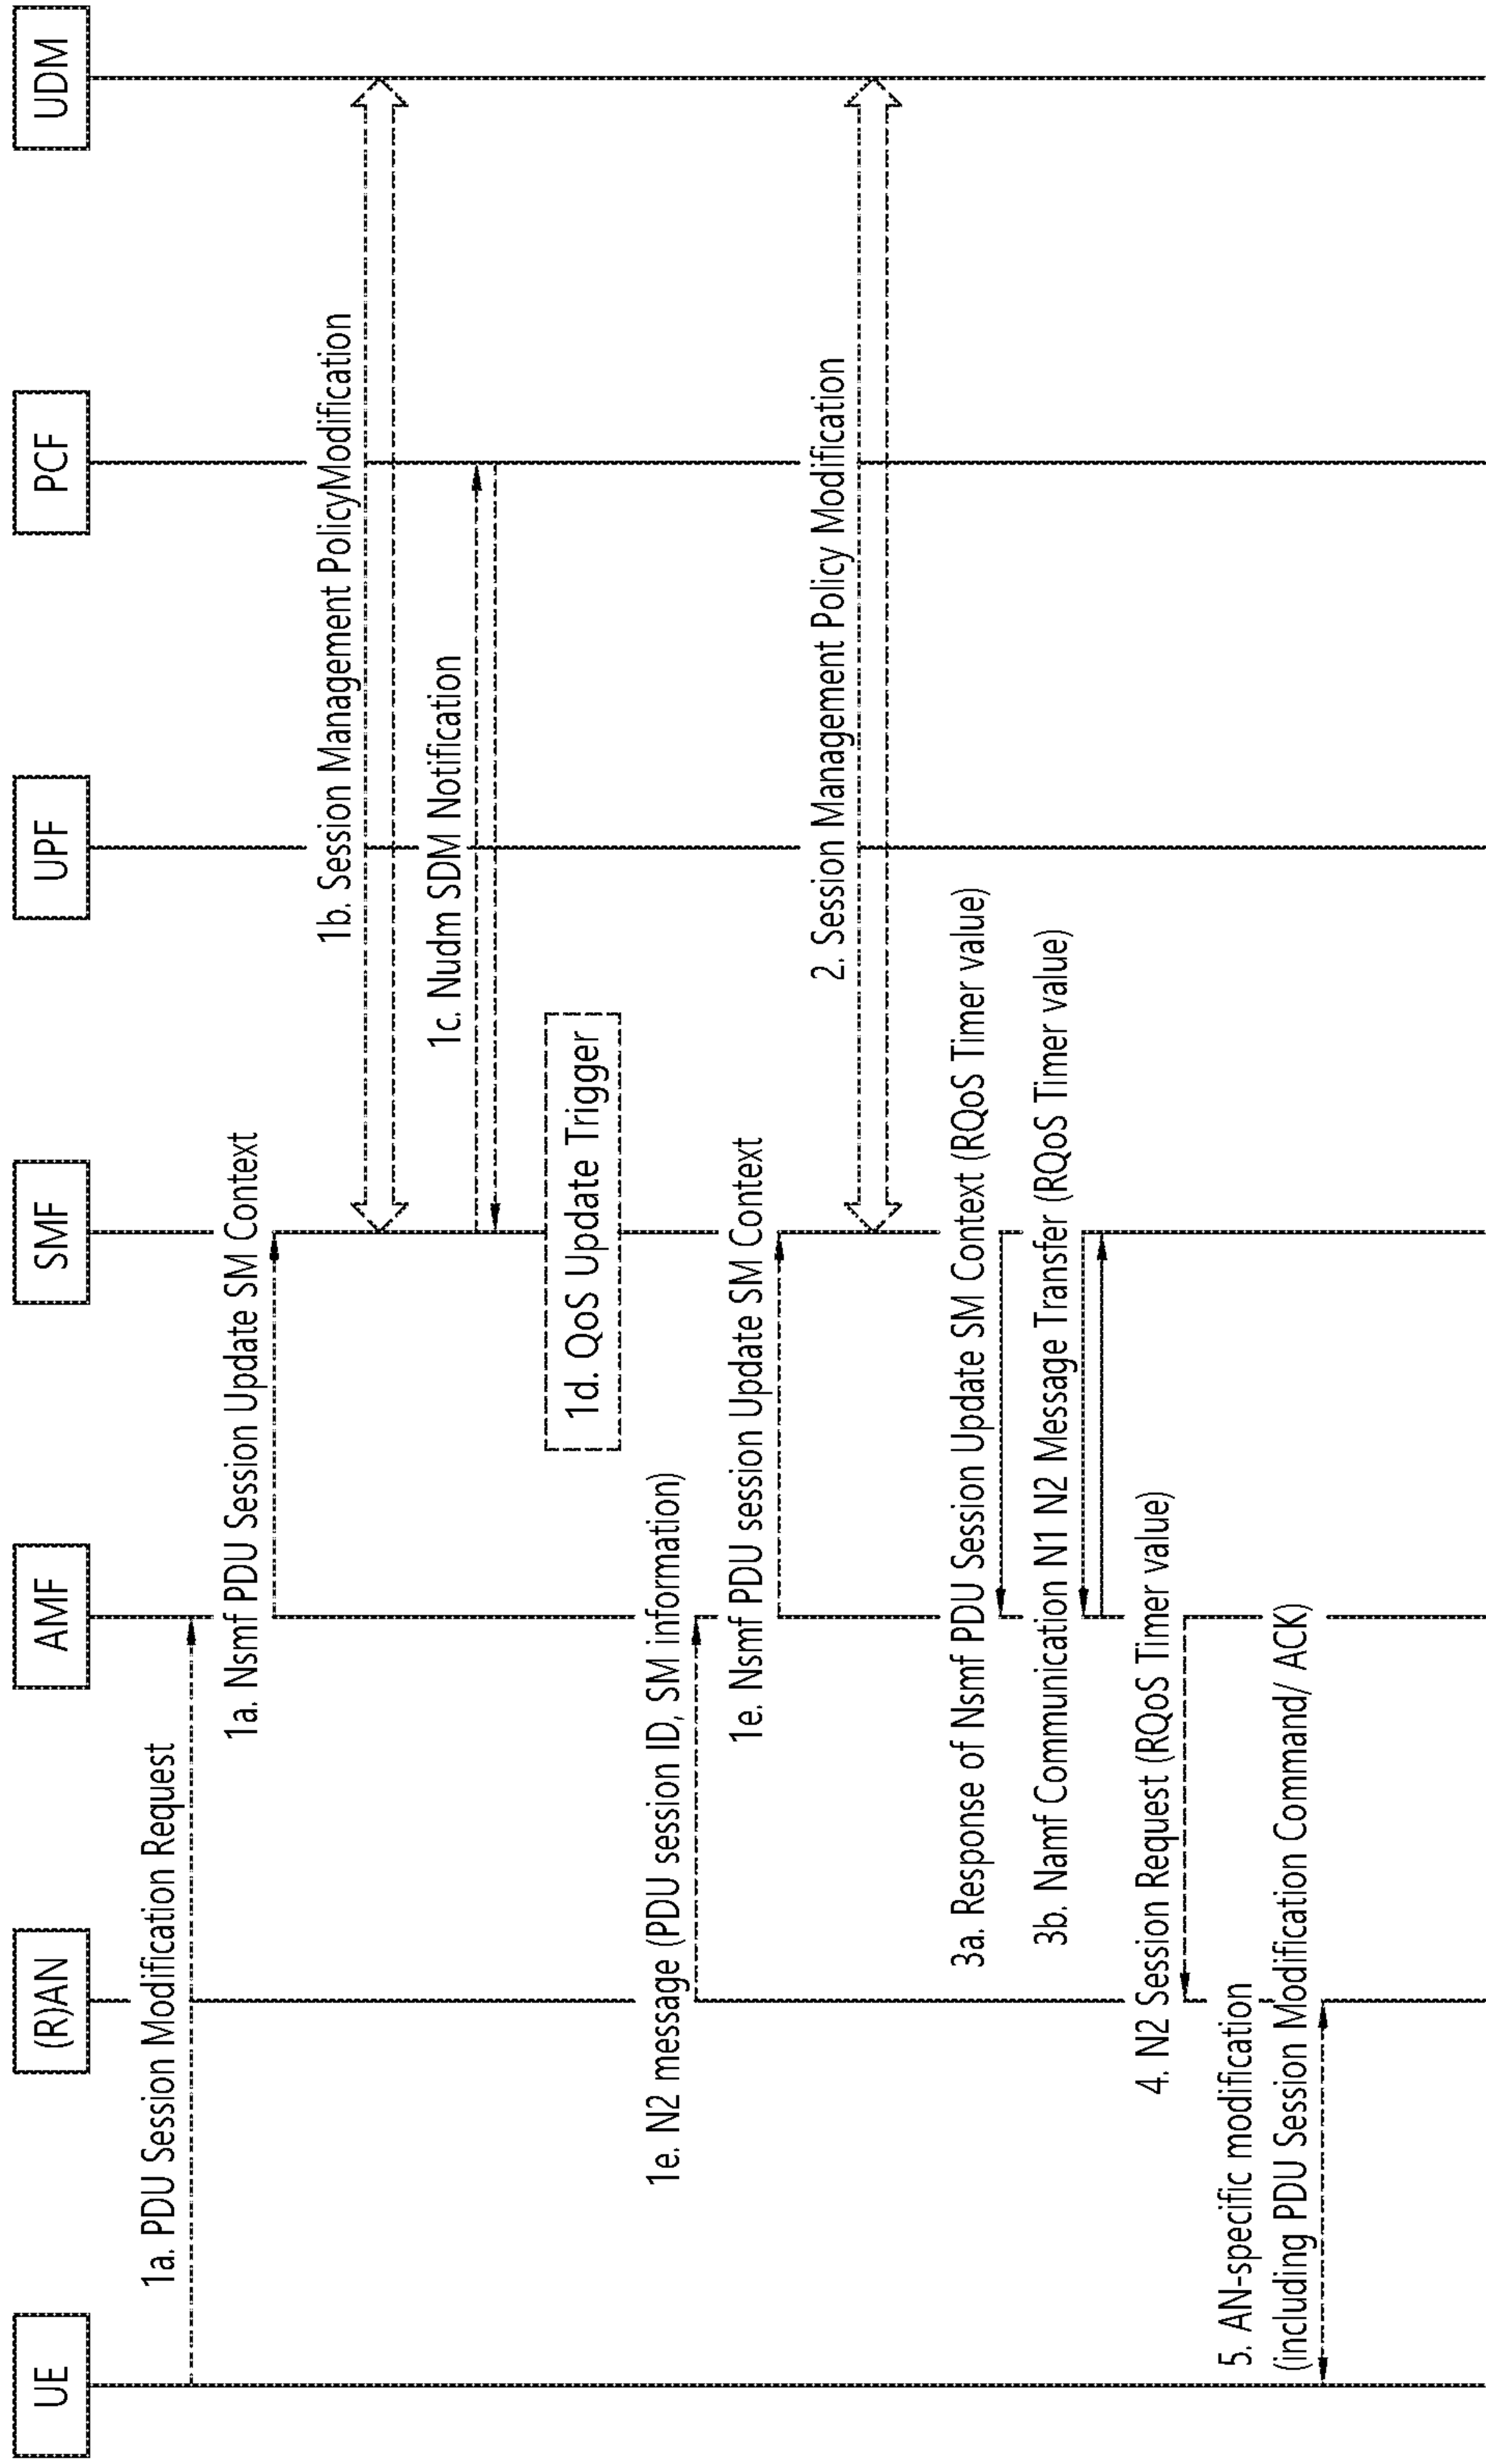 UE
(R)AN
AMF
SMF
UPF
PCF
UDM
1a. PDU Session Modification Request
1a. Nsmf PDU Session Update SM Context
1b. Session Management PolicyModification
1c. Nudm SDM Notification
1d. QoS Update Trigger
1e. N2 message (PDU session ID, SM information)
1e. Nsmf PDU session Update SM Context
2. Session Management Policy Modification
3a. Response of Nsmf PDU Session Update SM Context (RQoS Timer value)
3b. Namf Communication N1 N2 Message Transfer (RQoS Timer value)
4. N2 Session Request (RQoS Timer value)
5. AN-specific modification
(including PDU Session Modification Command/ ACK)